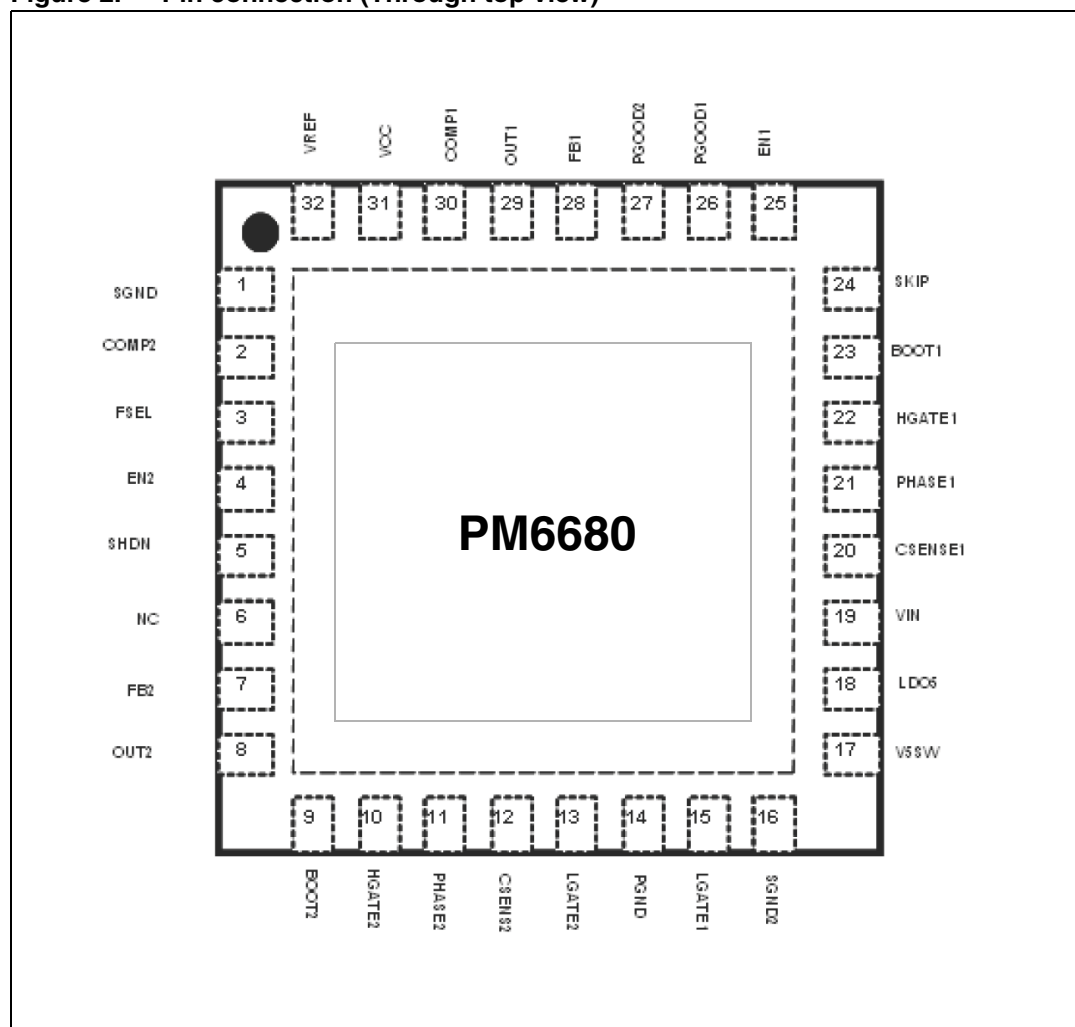 Figure 2. Pin connection (Through top view)
VREF
VCC
COMP1
OUT1
FB1
PGOOD2
PGOOD1
EN1
32 31 30 29 28 27 26 25
SGND 1
COMP2 2
FSEL 3
EN2 4
SHDN 5
NC 6
FB2 7
OUT2 8
24 SKIP
23 BOOT1
22 HGATE1
21 PHASE1
20 CSENSE1
19 VIN
18 LDO5
17 V5SW
PM6680
9 10 11 12 13 14 15 16
BOOT2
HGATE2
PHASE2
CSENS2
LGATE2
PGND
LGATE1
SGND2